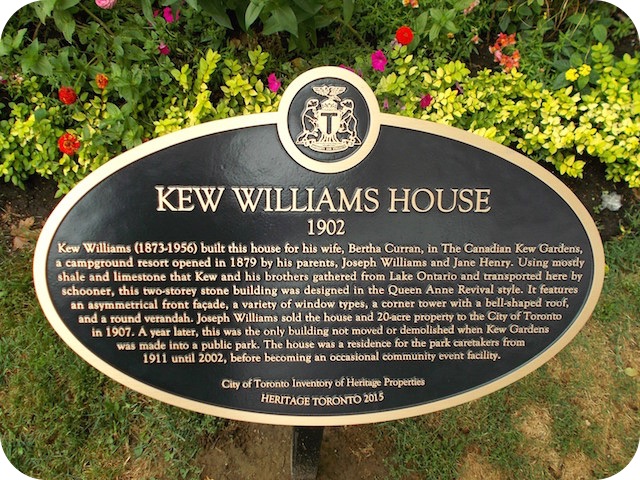 T
KEW WILLIAMS HOUSE
1902
Kew Williams (1873-1956) built this house for his wife, Bertha Curran, in The Canadian Kew Gardens,
a campground resort opened in 1879 by his parents, Joseph Williams and Jane Henry. Using mostly
shale and limestone that Kew and his brothers gathered from Lake Ontario and transported here by
schooner, this two-storey stone building was designed in the Queen Anne Revival style. It features
an asymmetrical front façade, a variety of window types, a corner tower with a bell-shaped roof,
and a round verandah. Joseph Williams sold the house and 20-acre property to the City of Toronto
in 1907. A year later, this was the only building not moved or demolished when Kew Gardens
was made into a public park. The house was a residence for the park caretakers from
1911 until 2002, before becoming an occasional community event facility.
City of Toronto Inventory of Heritage Properties
HERITAGE TORONTO 2015